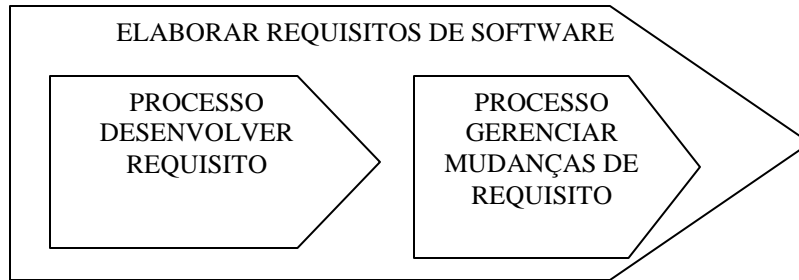 ELABORAR REQUISITOS DE SOFTWARE
PROCESSO
DESENVOLVER
REQUISITO
PROCESSO
GERENCIAR
MUDANÇAS DE
REQUISITO